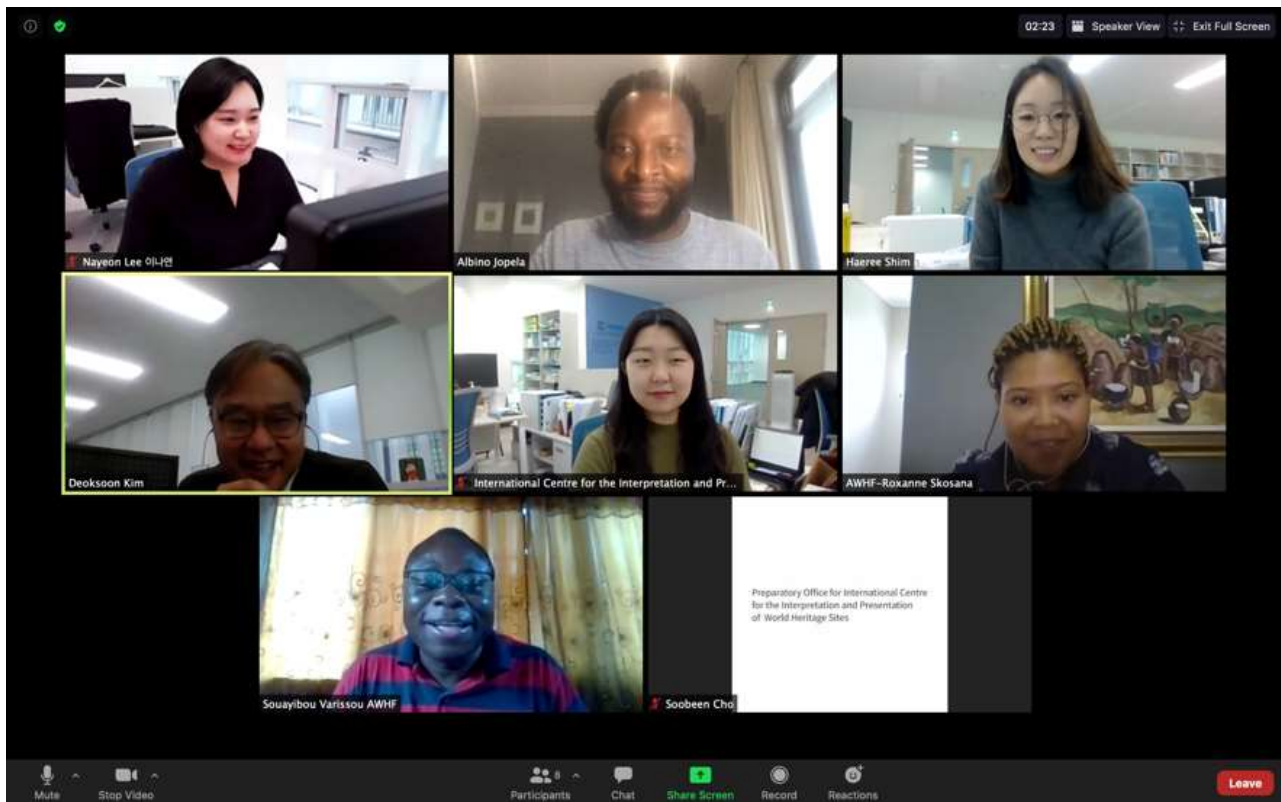 02:23 Speaker View Exit Full Screen
Nayeon Lee 이나연
Albino Jopela
Haeree Shim
Deoksoon Kim
International Centre for the Interpretation and Pr...
AWHF-Roxanne Skosana
Souayibou Varissou AWHF
Preparatory Office for International Centre
for the Interpretation and Presentation
of World Heritage Sites
Soobeen Cho
Mute
Stop Video
Participants 8
Chat
Share Screen
Record
Reactions
Leave